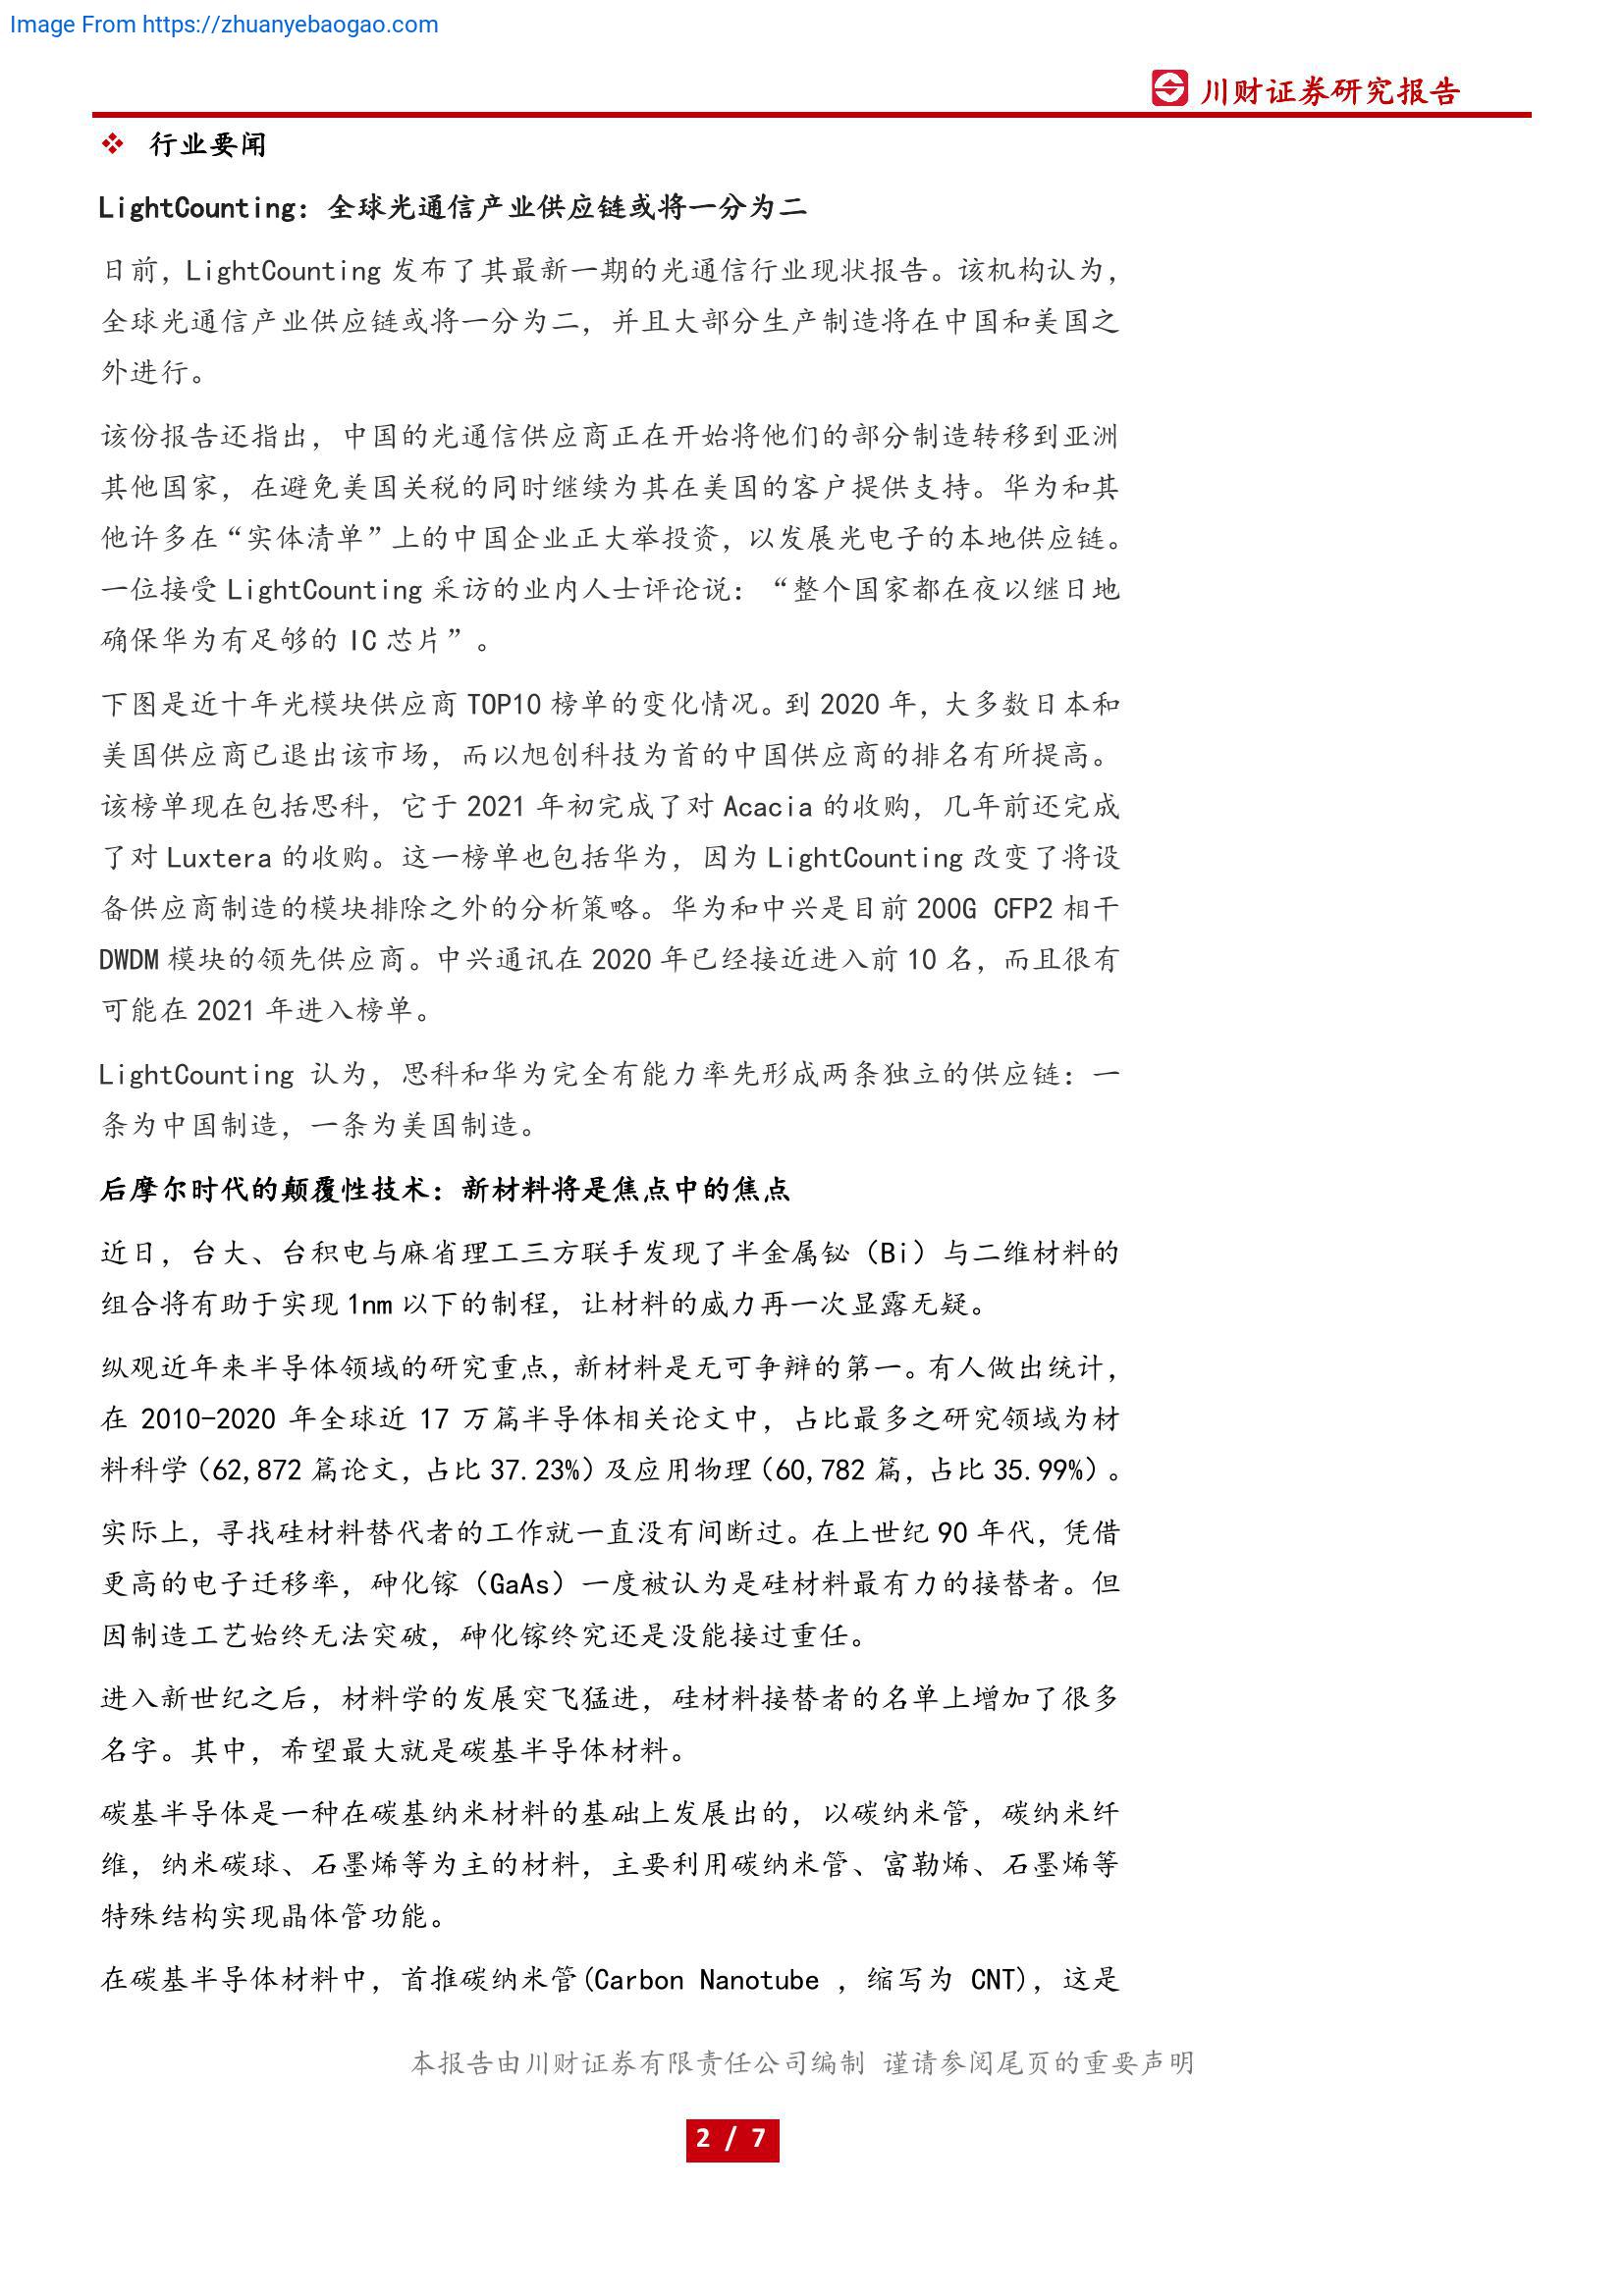 Image From https://zhuanyebaogao.com
川财证券研究报告
❖ 行业要闻
LightCounting：全球光通信产业供应链或将一分为二
日前，LightCounting 发布了其最新一期的光通信行业现状报告。该机构认为，
全球光通信产业供应链或将一分为二，并且大部分生产制造将在中国和美国之
外进行。
该份报告还指出，中国的光通信供应商正在开始将他们的部分制造转移到亚洲
其他国家，在避免美国关税的同时继续为其在美国的客户提供支持。华为和其
他许多在“实体清单”上的中国企业正大举投资，以发展光电子的本地供应链。
一位接受 LightCounting 采访的业内人士评论说：“整个国家都在夜以继日地
确保华为有足够的 IC 芯片”。
下图是近十年光模块供应商 TOP10 榜单的变化情况。到 2020 年，大多数日本和
美国供应商已退出该市场，而以旭创科技为首的中国供应商的排名有所提高。
该榜单现在包括思科，它于 2021 年初完成了对 Acacia 的收购，几年前还完成
了对 Luxtera 的收购。这一榜单也包括华为，因为 LightCounting 改变了将设
备供应商制造的模块排除之外的分析策略。华为和中兴是目前 200G CFP2 相干
DWDM 模块的领先供应商。中兴通讯在 2020 年已经接近进入前 10 名，而且很有
可能在 2021 年进入榜单。
LightCounting 认为，思科和华为完全有能力率先形成两条独立的供应链：一
条为中国制造，一条为美国制造。
后摩尔时代的颠覆性技术：新材料将是焦点中的焦点
近日，台大、台积电与麻省理工三方联手发现了半金属铋（Bi）与二维材料的
组合将有助于实现 1nm 以下的制程，让材料的威力再一次显露无疑。
纵观近年来半导体领域的研究重点，新材料是无可争辩的第一。有人做出统计，
在 2010-2020 年全球近 17 万篇半导体相关论文中，占比最多之研究领域为材
料科学（62,872 篇论文，占比 37.23%）及应用物理（60,782 篇，占比 35.99%）。
实际上，寻找硅材料替代者的工作就一直没有间断过。在上世纪 90 年代，凭借
更高的电子迁移率，砷化镓（GaAs）一度被认为是硅材料最有力的接替者。但
因制造工艺始终无法突破，砷化镓终究还是没能接过重任。
进入新世纪之后，材料学的发展突飞猛进，硅材料接替者的名单上增加了很多
名字。其中，希望最大就是碳基半导体材料。
碳基半导体是一种在碳基纳米材料的基础上发展出的，以碳纳米管，碳纳米纤
维，纳米碳球、石墨烯等为主的材料，主要利用碳纳米管、富勒烯、石墨烯等
特殊结构实现晶体管功能。
在碳基半导体材料中，首推碳纳米管(Carbon Nanotube ，缩写为 CNT)，这是
本报告由川财证券有限责任公司编制 谨请参阅尾页的重要声明
2 / 7